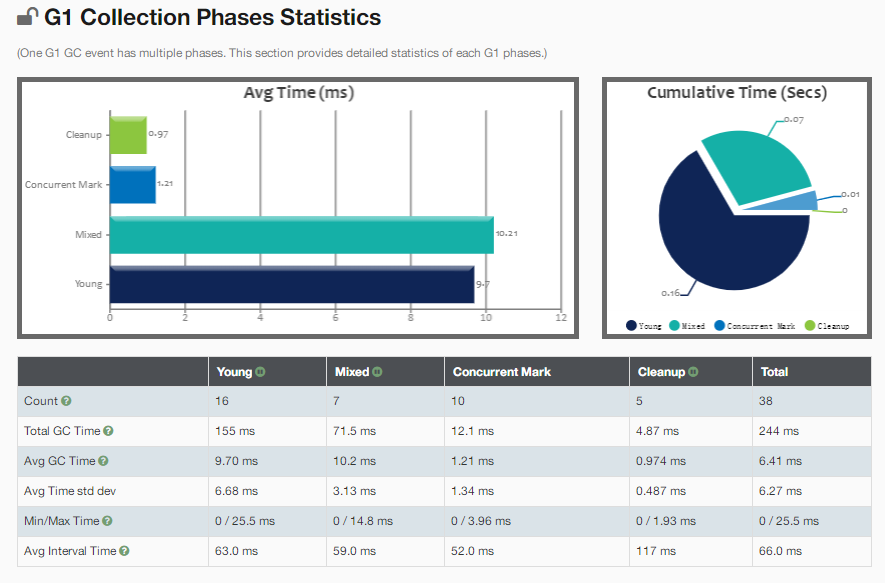 G1 Collection Phases Statistics
(One G1 GC event has multiple phases. This section provides detailed statistics of each G1 phases.)
Avg Time (ms)
Cleanup 0.97
Concurrent Mark 1.21
Mixed 10.21
Young 9.7
0 2 4 6 8 10 12
Cumulative Time (Secs)
0.07
0.01
0
0.16
Young Mixed Concurrent Mark Cleanup
Young Mixed Concurrent Mark Cleanup Total
Count 16 7 10 5 38
Total GC Time 155 ms 71.5 ms 12.1 ms 4.87 ms 244 ms
Avg GC Time 9.70 ms 10.2 ms 1.21 ms 0.974 ms 6.41 ms
Avg Time std dev 6.68 ms 3.13 ms 1.34 ms 0.487 ms 6.27 ms
Min/Max Time 0 / 25.5 ms 0 / 14.8 ms 0 / 3.96 ms 0 / 1.93 ms 0 / 25.5 ms
Avg Interval Time 63.0 ms 59.0 ms 52.0 ms 117 ms 66.0 ms